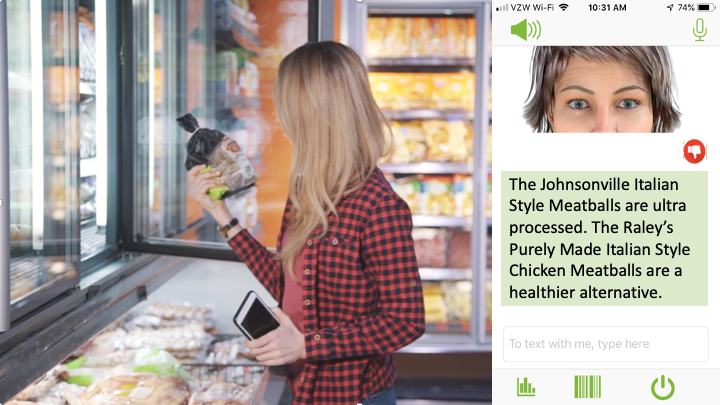 VZW Wi-Fi 10:31 AM 74%
The Johnsonville Italian
Style Meatballs are ultra
processed. The Raley's
Purely Made Italian Style
Chicken Meatballs are a
healthier alternative.
To text with me, type here